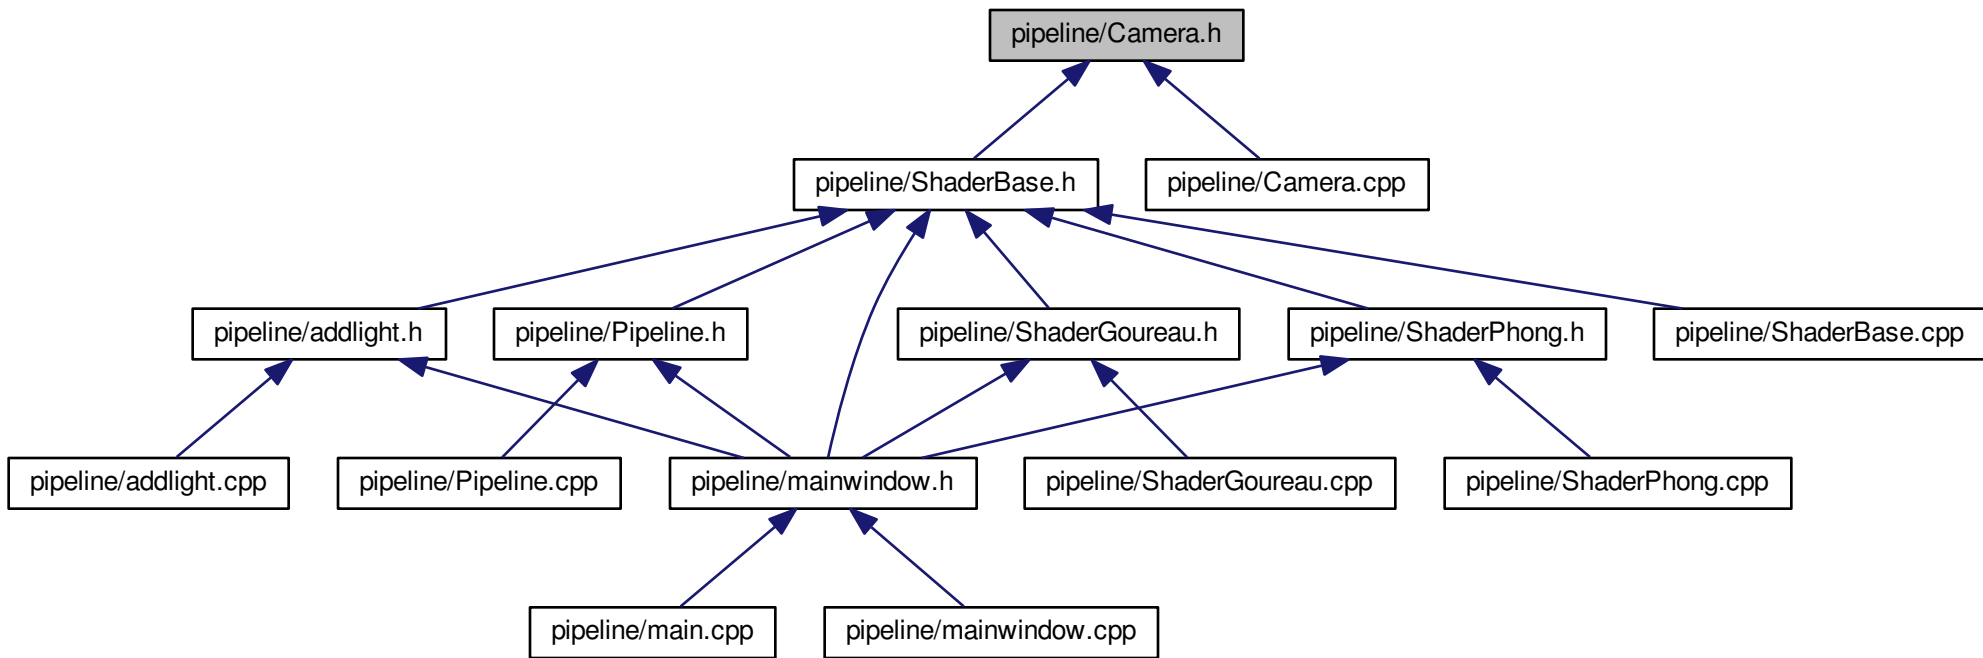 pipeline/Camera.h
pipeline/ShaderBase.h
pipeline/Camera.cpp
pipeline/addlight.h
pipeline/Pipeline.h
pipeline/ShaderGoureau.h
pipeline/ShaderPhong.h
pipeline/ShaderBase.cpp
pipeline/addlight.cpp
pipeline/Pipeline.cpp
pipeline/mainwindow.h
pipeline/ShaderGoureau.cpp
pipeline/ShaderPhong.cpp
pipeline/main.cpp
pipeline/mainwindow.cpp